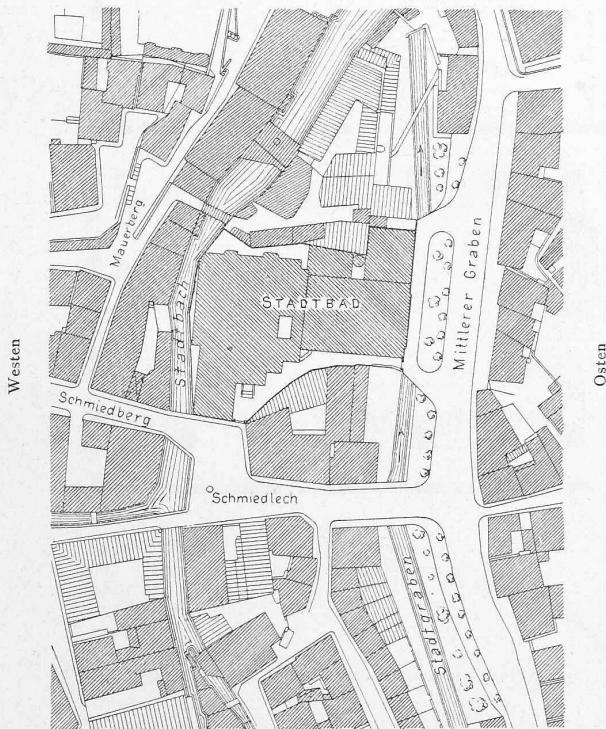 Mauerberg
Stadtbach
STADTBAD
Mittlerer Graben
Westen
Osten
Schmiedberg
Schmiedlech
Stadtgraben